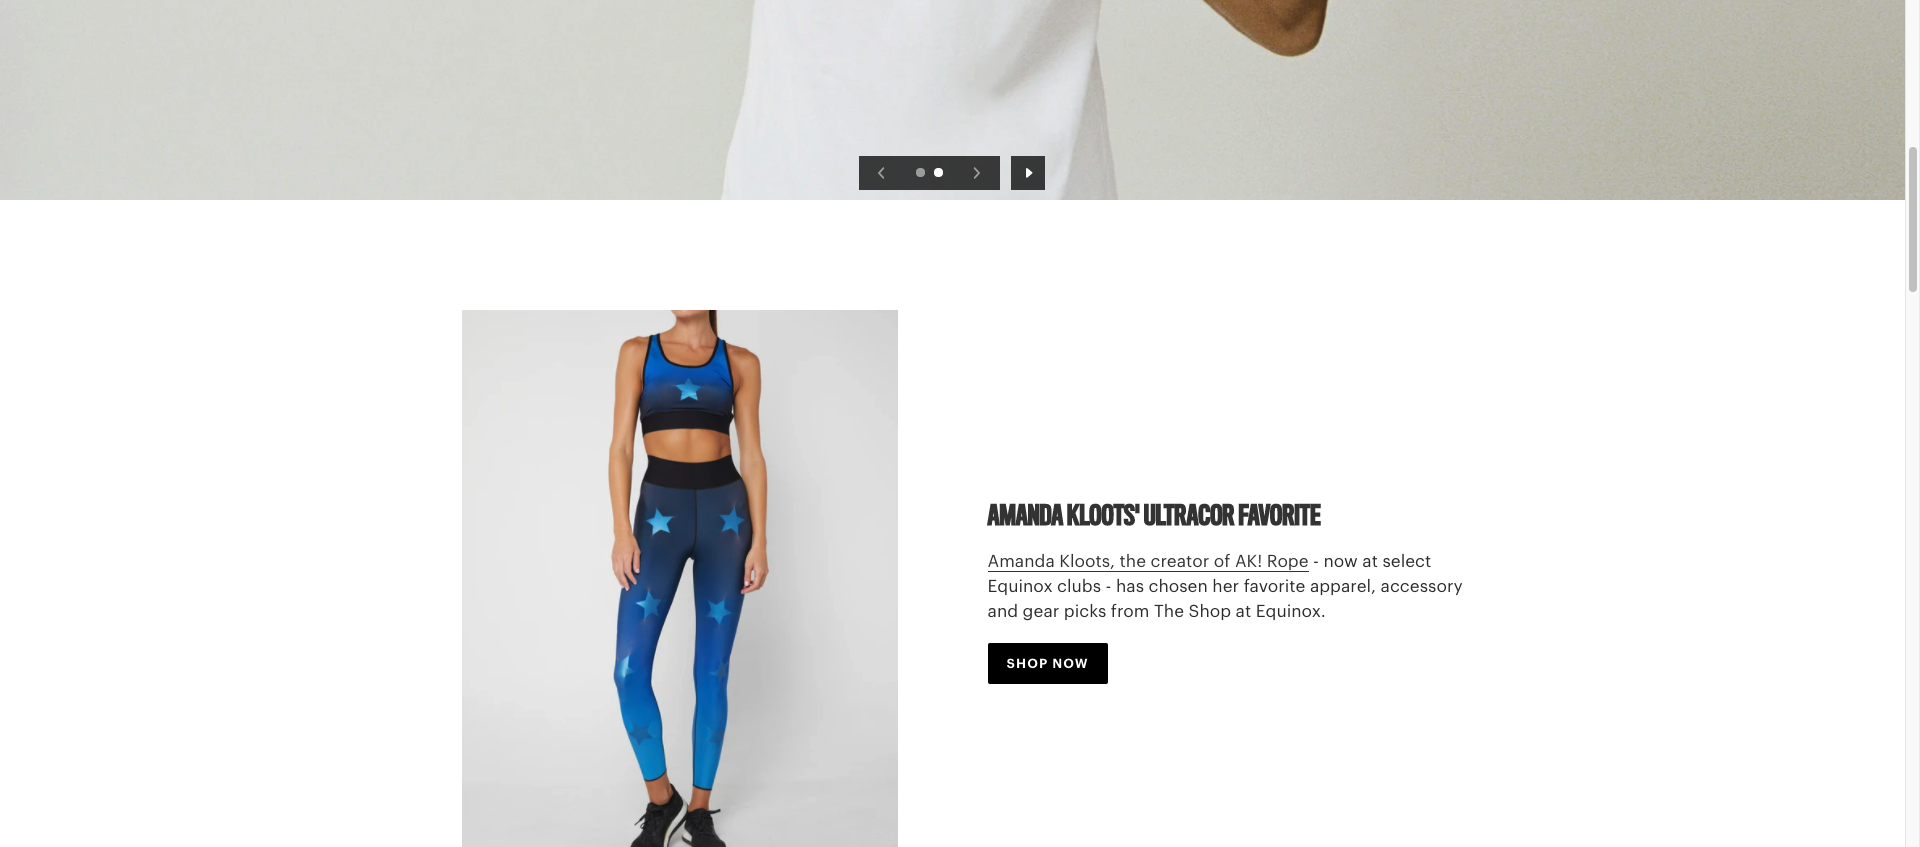 AMANDA KLOOTS' ULTRACOR FAVORITE
Amanda Kloots, the creator of AK! Rope - now at select
Equinox clubs - has chosen her favorite apparel, accessory
and gear picks from The Shop at Equinox.
SHOP NOW